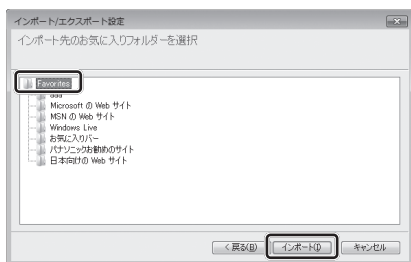 インポート/エクスポート設定
インポート先のお気に入りフォルダーを選択
Favorites
aaa
Microsoft の Web サイト
MSN の Web サイト
Windows Live
お気に入りバー
パナソニックお勧めのサイト
日本向けの Web サイト
< 戻る(B)
インポート(I)
キャンセル